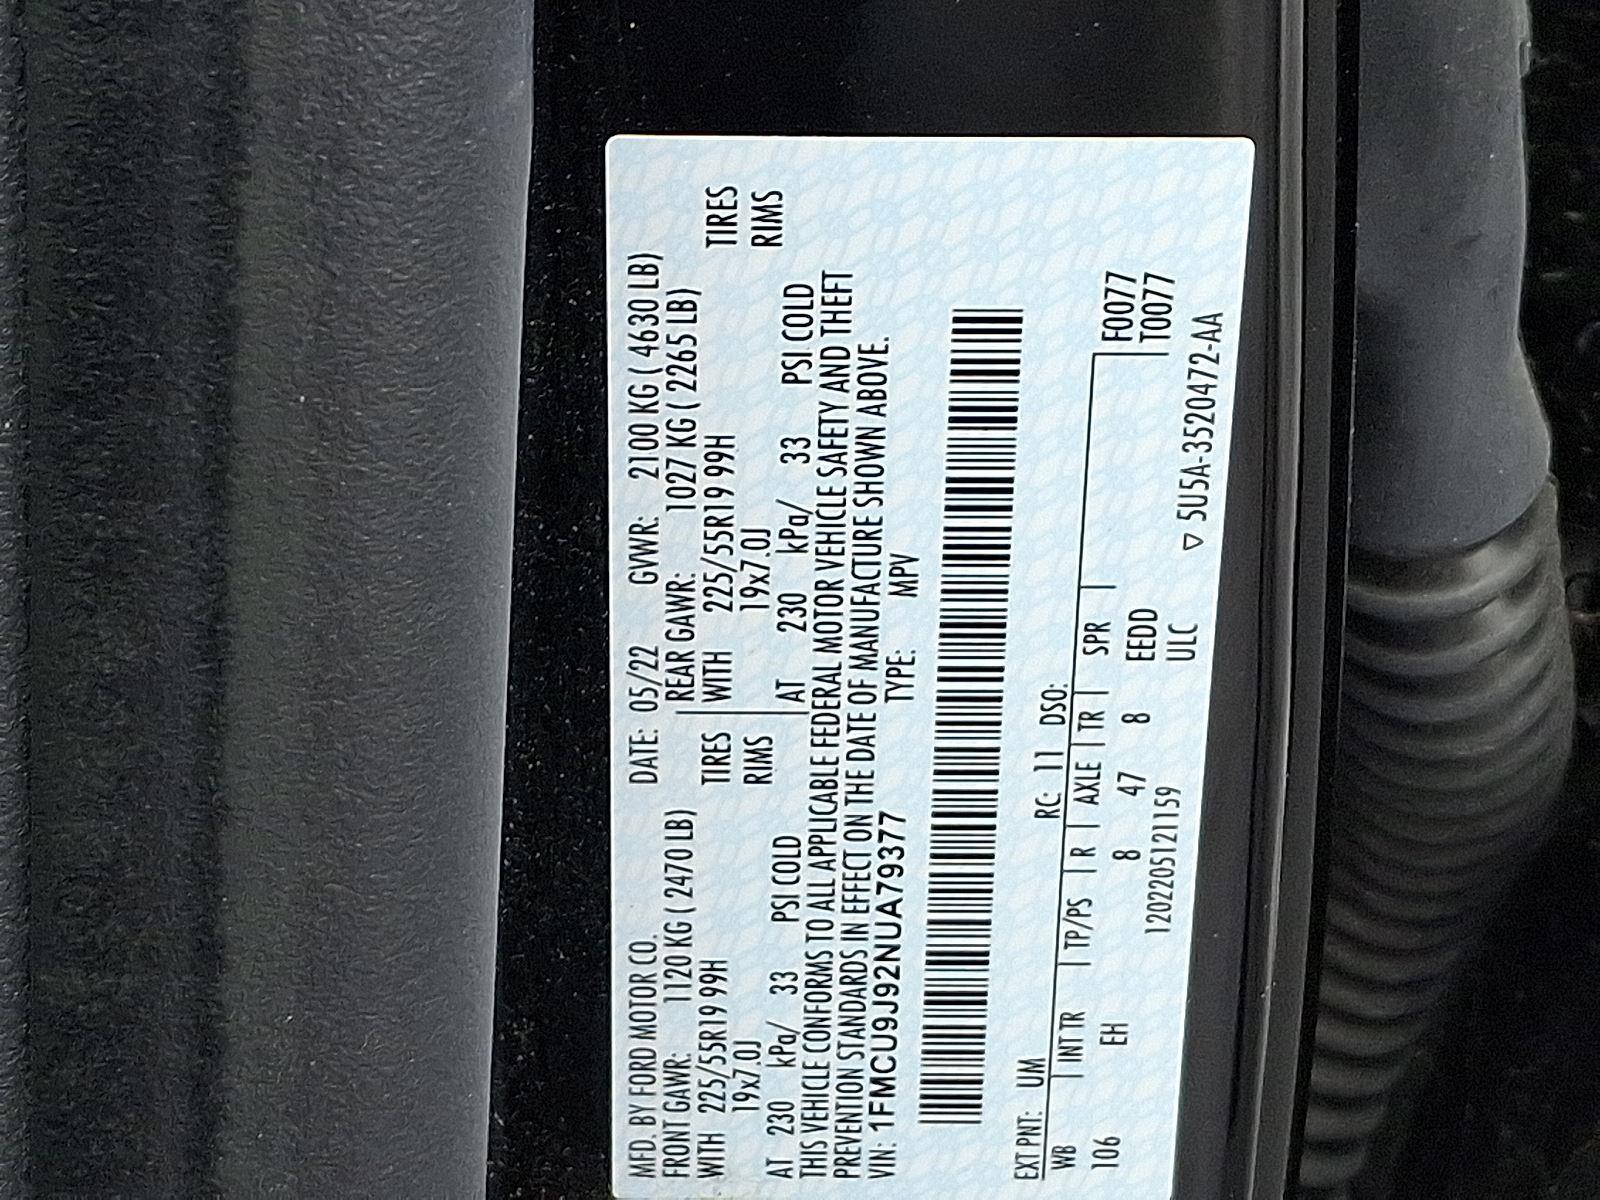 MFD. BY FORD MOTOR CO. DATE: 05/22 GVWR: 2100 KG ( 4630 LB)
FRONT GAWR: 1120 KG ( 2470 LB) REAR GAWR: 1027 KG ( 2265 LB)
WITH 225/55R19 99H TIRES WITH 225/55R19 99H TIRES
19x7.0J RIMS 19x7.0J RIMS
AT 230 kPa/ 33 PSI COLD AT 230 kPa/ 33 PSI COLD
THIS VEHICLE CONFORMS TO ALL APPLICABLE FEDERAL MOTOR VEHICLE SAFETY AND THEFT
PREVENTION STANDARDS IN EFFECT ON THE DATE OF MANUFACTURE SHOWN ABOVE.
VIN: 1FMCU9J92NUA79377 TYPE: MPV
EXT PNT: UM RC: 11 DSO:
WB | INT TR | TP/PS | R | AXLE | TR | SPR | F0077
106 EH 8 47 8 EEDD T0077
1202205121159 ULC
▽ 5U5A-3520472-AA